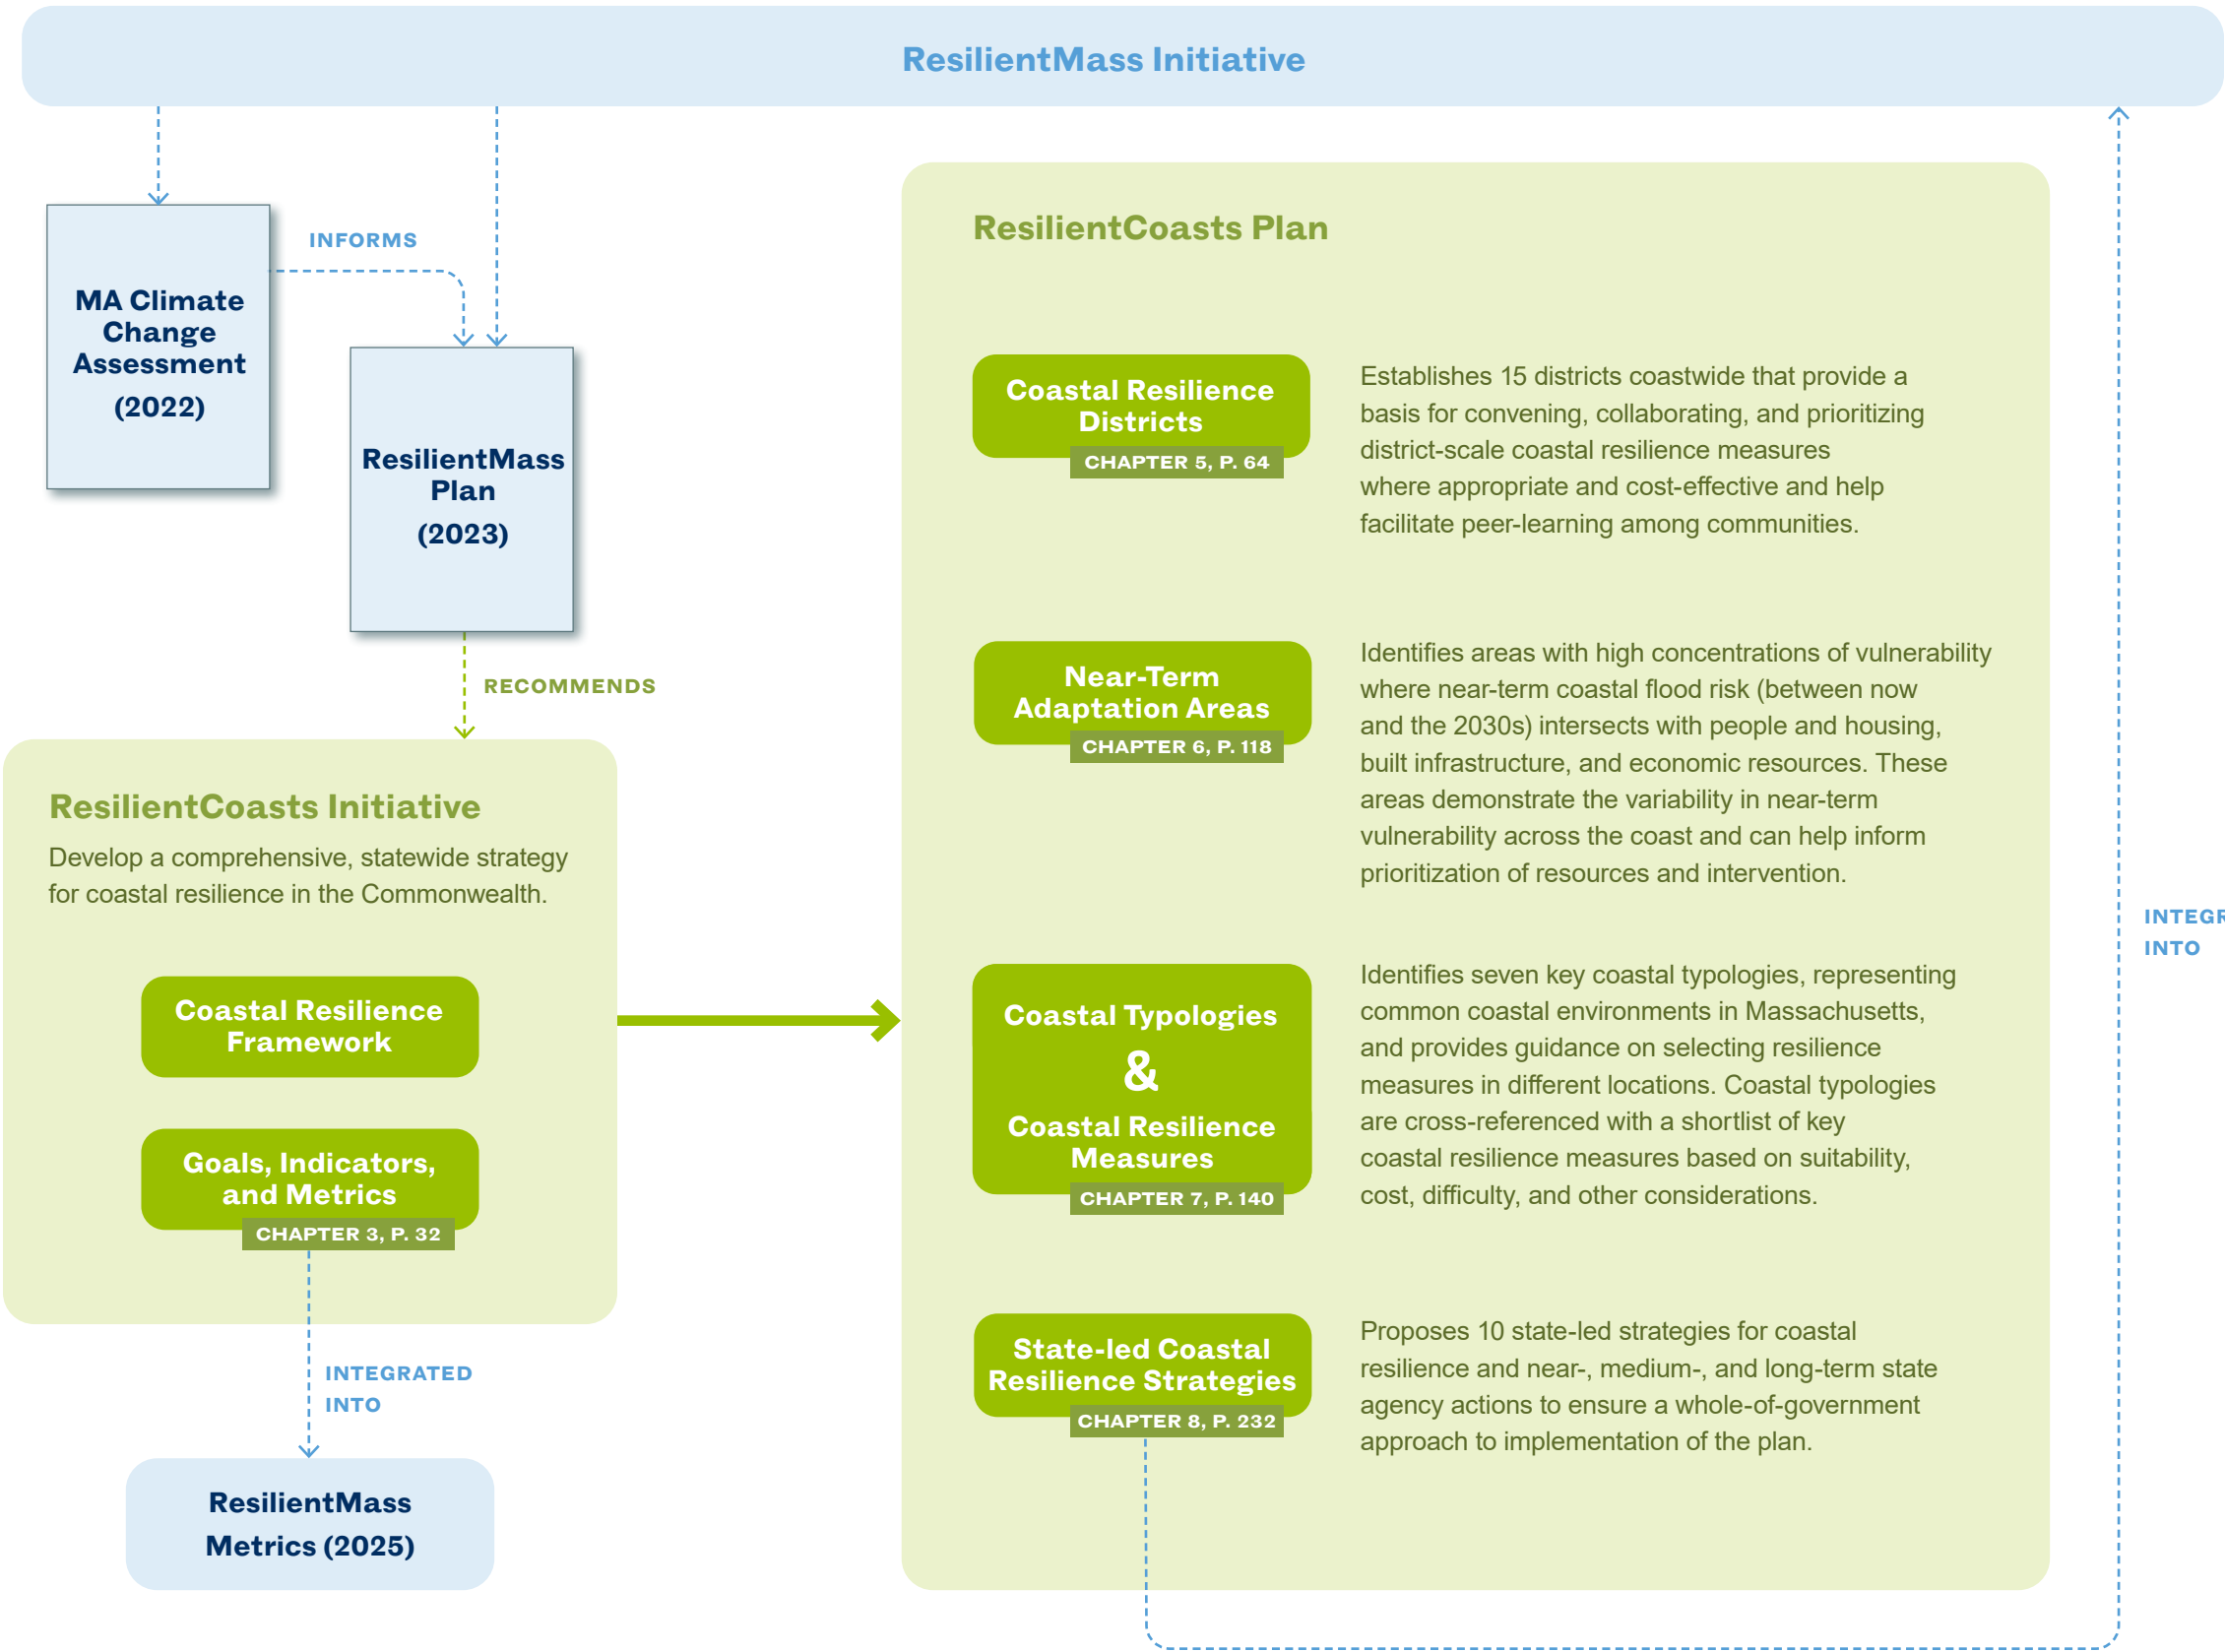 ResilientMass Initiative
INFORMS
MA Climate
Change
Assessment
(2022)
ResilientMass
Plan
(2023)
RECOMMENDS
ResilientCoasts Initiative
Develop a comprehensive, statewide strategy
for coastal resilience in the Commonwealth.
Coastal Resilience
Framework
Goals, Indicators,
and Metrics
CHAPTER 3, P. 32
INTEGRATED
INTO
ResilientMass
Metrics (2025)
ResilientCoasts Plan
Coastal Resilience
Districts
CHAPTER 5, P. 64
Establishes 15 districts coastwide that provide a
basis for convening, collaborating, and prioritizing
district-scale coastal resilience measures
where appropriate and cost-effective and help
facilitate peer-learning among communities.
Near-Term
Adaptation Areas
CHAPTER 6, P. 118
Identifies areas with high concentrations of vulnerability
where near-term coastal flood risk (between now
and the 2030s) intersects with people and housing,
built infrastructure, and economic resources. These
areas demonstrate the variability in near-term
vulnerability across the coast and can help inform
prioritization of resources and intervention.
Coastal Typologies
&
Coastal Resilience
Measures
CHAPTER 7, P. 140
Identifies seven key coastal typologies, representing
common coastal environments in Massachusetts,
and provides guidance on selecting resilience
measures in different locations. Coastal typologies
are cross-referenced with a shortlist of key
coastal resilience measures based on suitability,
cost, difficulty, and other considerations.
State-led Coastal
Resilience Strategies
CHAPTER 8, P. 232
Proposes 10 state-led strategies for coastal
resilience and near-, medium-, and long-term state
agency actions to ensure a whole-of-government
approach to implementation of the plan.
INTO